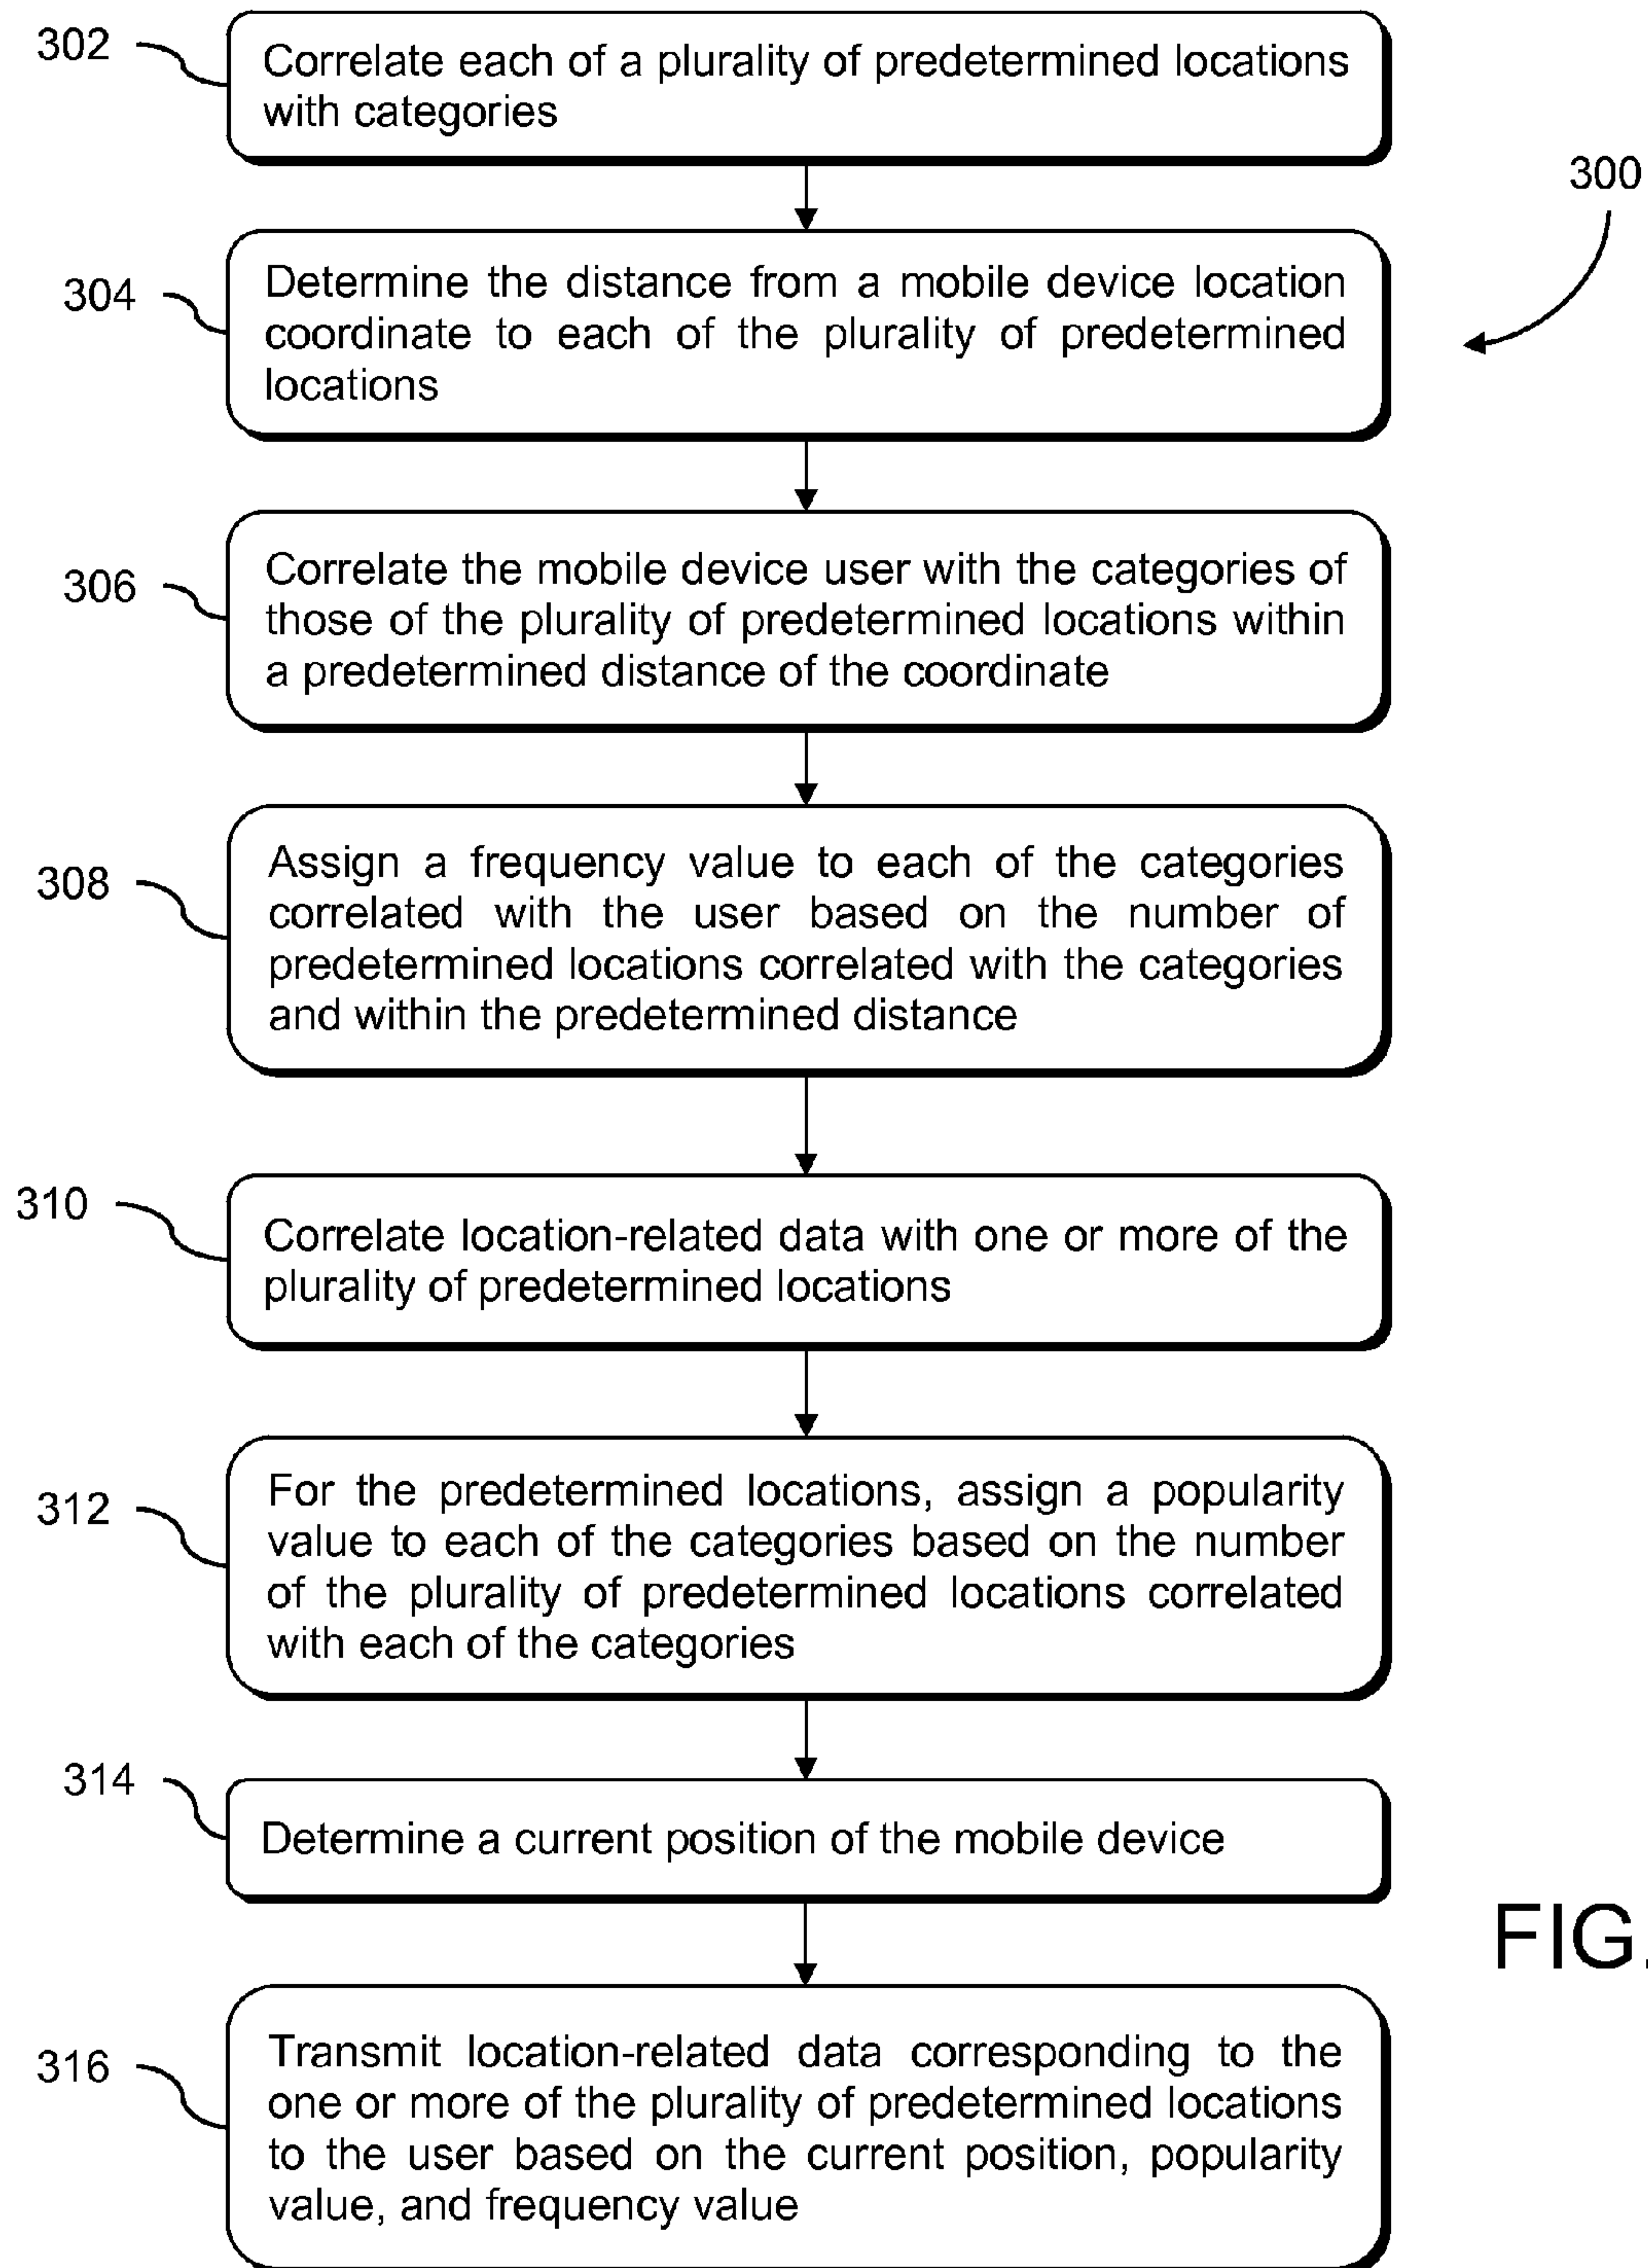 302
Correlate each of a plurality of predetermined locations
with categories
300
304
Determine the distance from a mobile device location
coordinate to each of the plurality of predetermined
locations
306
Correlate the mobile device user with the categories of
those of the plurality of predetermined locations within
a predetermined distance of the coordinate
308
Assign a frequency value to each of the categories
correlated with the user based on the number of
predetermined locations correlated with the categories
and within the predetermined distance
310
Correlate location-related data with one or more of the
plurality of predetermined locations
312
For the predetermined locations, assign a popularity
value to each of the categories based on the number
of the plurality of predetermined locations correlated
with each of the categories
314
Determine a current position of the mobile device
FIG.
316
Transmit location-related data corresponding to the
one or more of the plurality of predetermined locations
to the user based on the current position, popularity
value, and frequency value